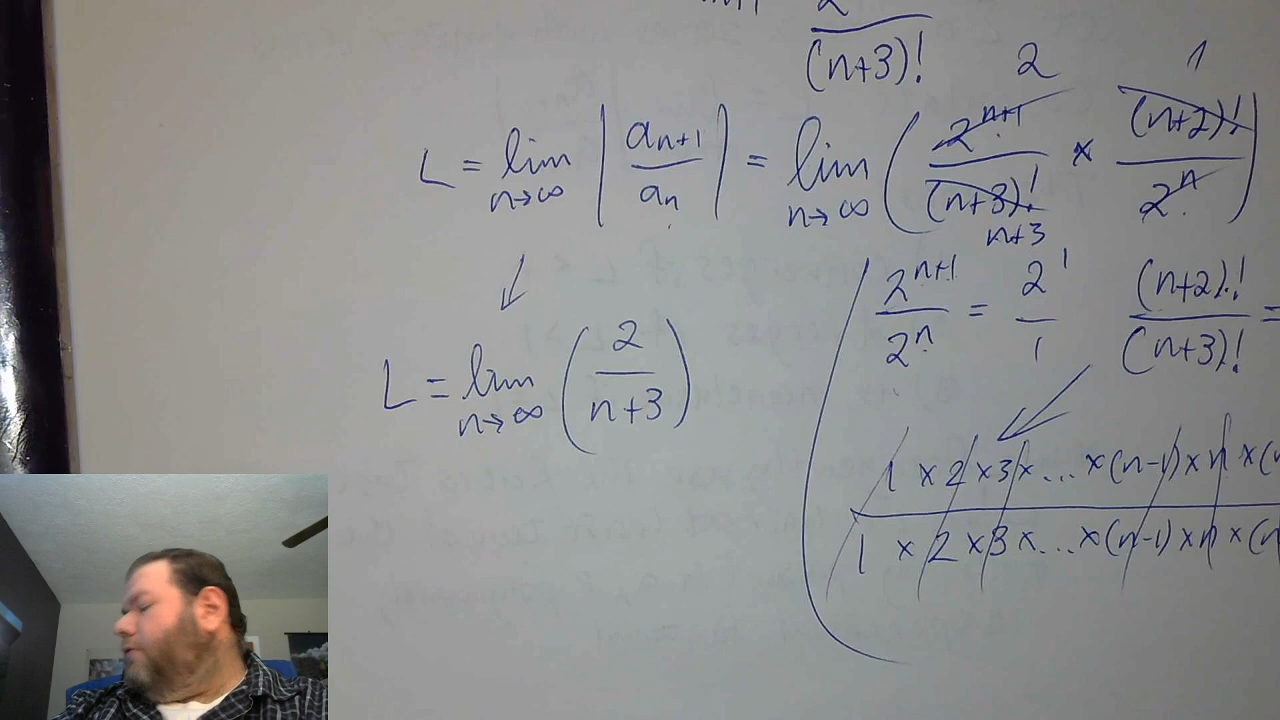 2
(n+3)!
2 1
L = lim n→∞ | a_{n+1} / a_n | = lim n→∞ ( 2^{n+1} / (n+3)! × (n+2)! / 2^n )
n+3
2^{n+1} / 2^n = 2^1 / 1 (n+2)! / (n+3)! =
L = lim n→∞ ( 2 / n+3 )
1 × 2 × 3 × ... × (n-1) × n × (n
1 × 2 × 3 × ... × (n-1) × n × (n